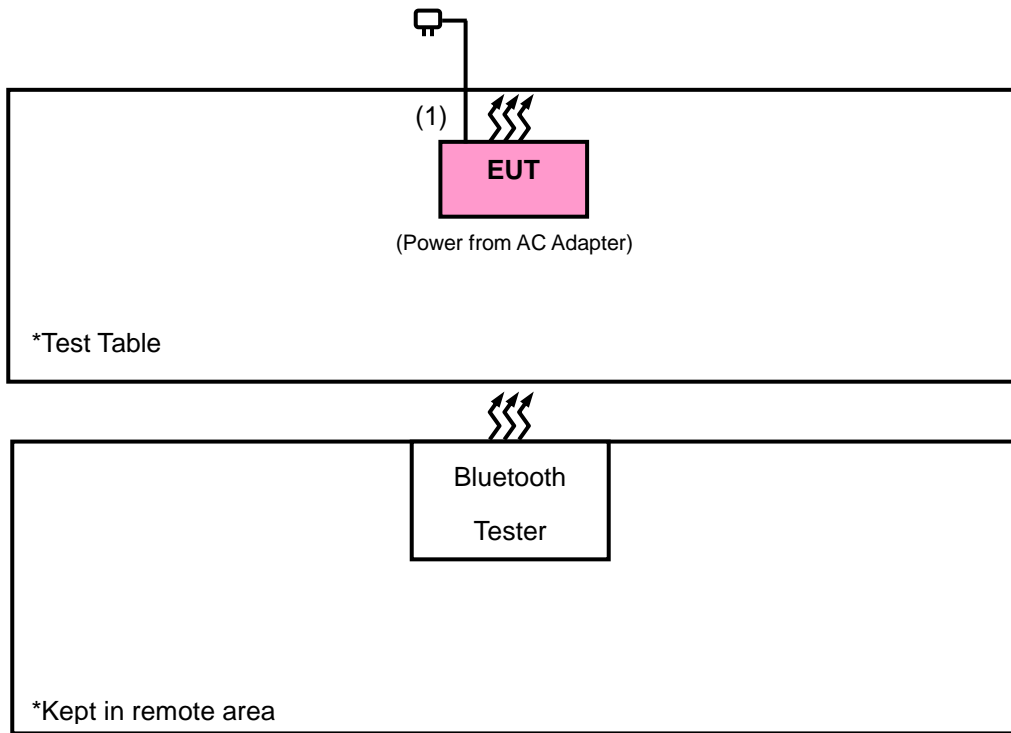 (1)
EUT
(Power from AC Adapter)
*Test Table
Bluetooth
Tester
*Kept in remote area